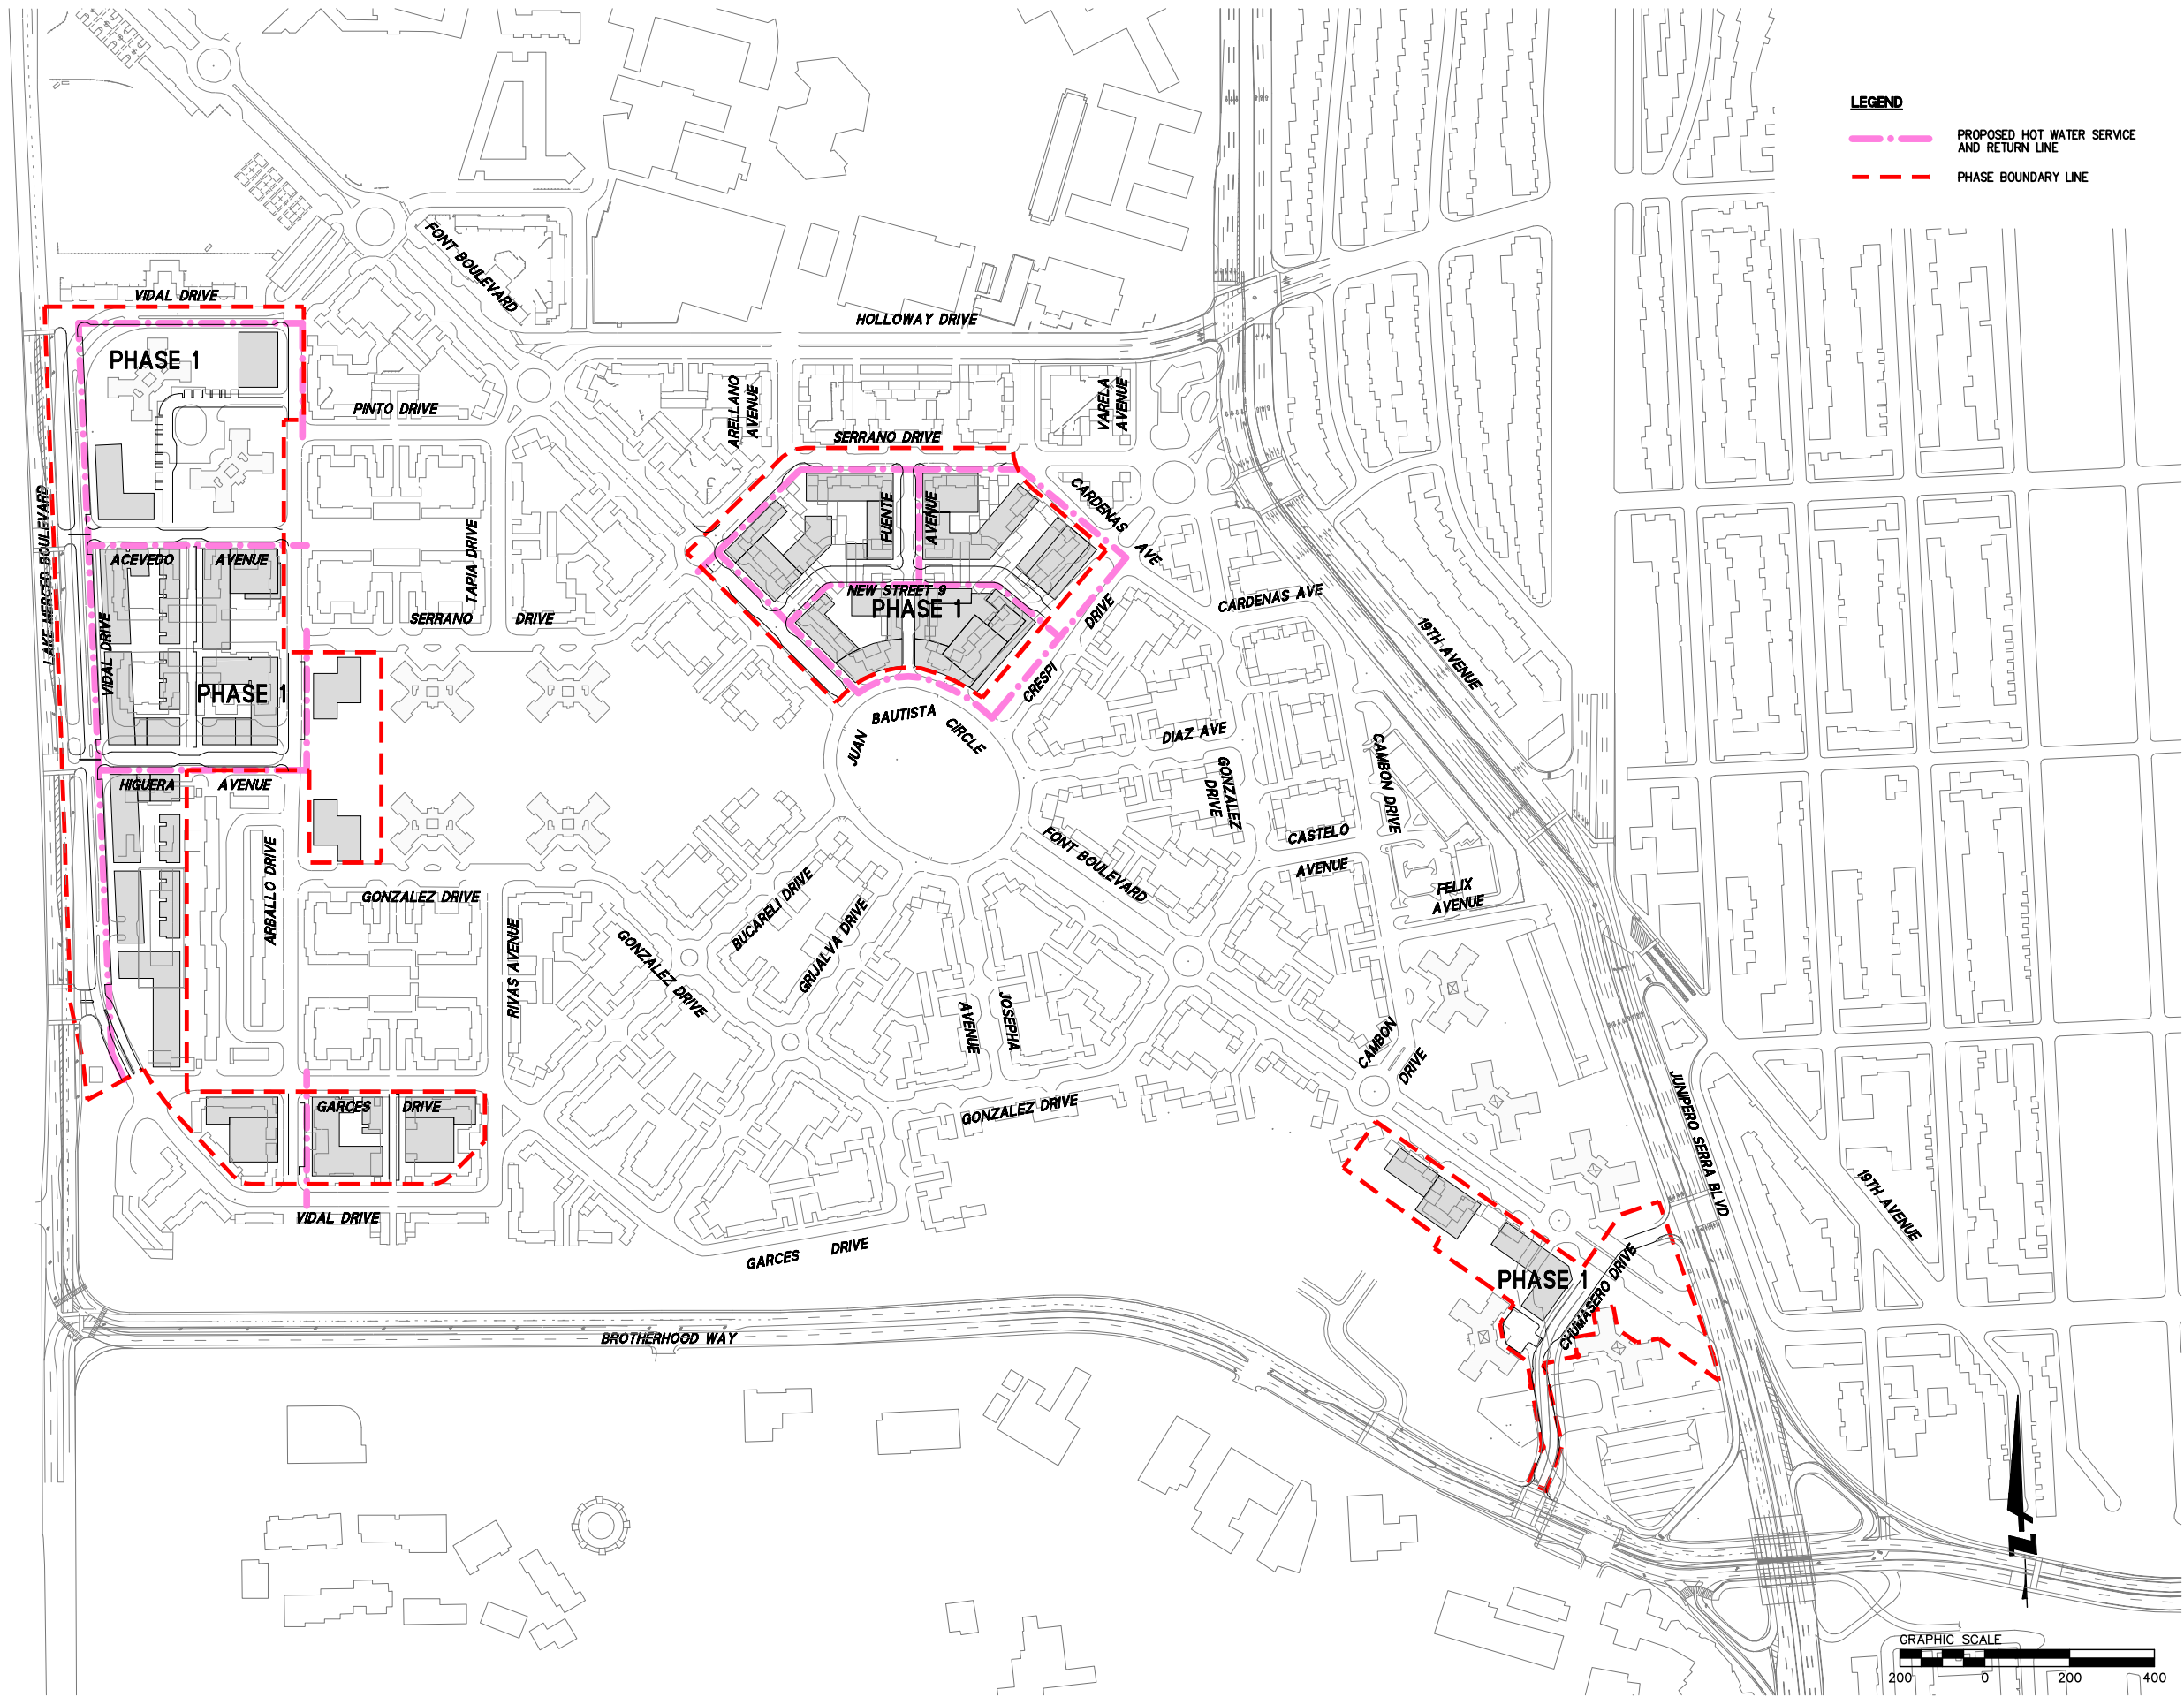 LEGEND
PROPOSED HOT WATER SERVICE
AND RETURN LINE
PHASE BOUNDARY LINE
FONT BOULEVARD
VIDAL DRIVE
HOLLOWAY DRIVE
PHASE 1
PINTO DRIVE
ARELLANO
AVENUE
VARELA
AVENUE
SERRANO DRIVE
LAKE MERCED BOULEVARD
CARDENAS
AVE
FUENTE
AVENUE
TAPIA DRIVE
ACEVEDO
AVENUE
NEW STREET 9
PHASE 1
CARDENAS AVE
SERRANO
DRIVE
CRESPI
DRIVE
19TH AVENUE
VIDAL DRIVE
PHASE 1
JUAN
BAUTISTA
CIRCLE
DIAZ AVE
GONZALEZ
DRIVE
CAMBON DRIVE
HIGUERA
AVENUE
CASTELO
AVENUE
FONT BOULEVARD
ARBALLO DRIVE
FELIX
AVENUE
GONZALEZ DRIVE
BUCARELI DRIVE
GRIJALVA DRIVE
RIVAS AVENUE
GONZALEZ DRIVE
AVENUE
JOSEPHA
CAMBON
DRIVE
GARCES
DRIVE
GONZALEZ DRIVE
JUNIPERO SERRA BLVD
19TH AVENUE
VIDAL DRIVE
GARCES
DRIVE
PHASE 1
CHUMASERO DRIVE
BROTHERHOOD WAY
N
GRAPHIC SCALE
200
0
200
400